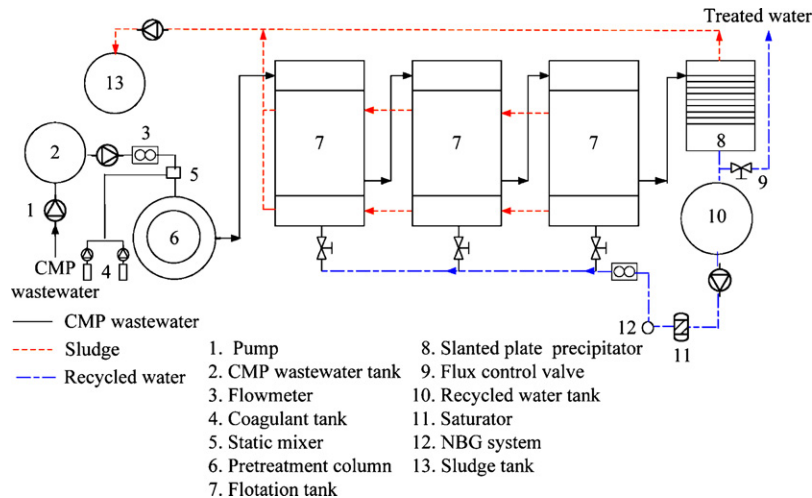 Treated water
13
2
3
5
7
7
7
8
9
1
6
10
4
CMP
wastewater
12
11
CMP wastewater
Sludge
Recycled water
1. Pump
2. CMP wastewater tank
3. Flowmeter
4. Coagulant tank
5. Static mixer
6. Pretreatment column
7. Flotation tank
8. Slanted plate precipitator
9. Flux control valve
10. Recycled water tank
11. Saturator
12. NBG system
13. Sludge tank